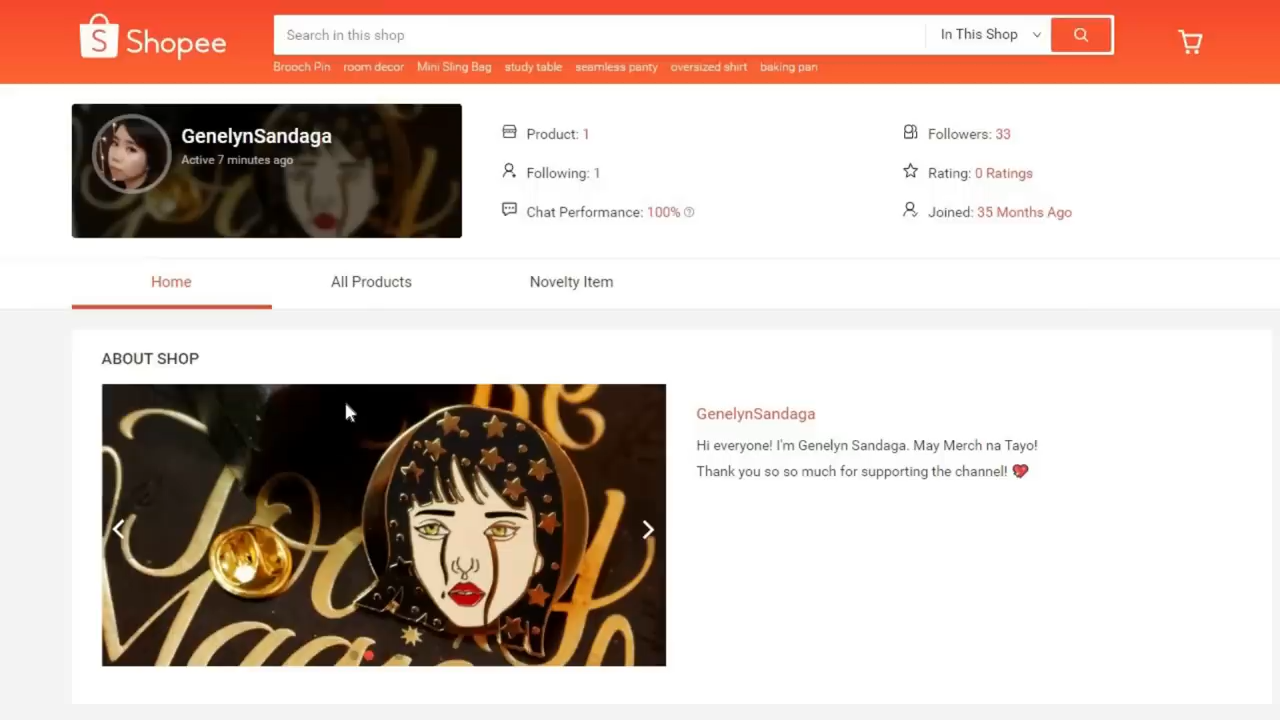 Shopee
Search in this shop
In This Shop
Brooch Pin room decor Mini Sling Bag study table seamless panty oversized shirt baking pan
GenelynSandaga
Active 7 minutes ago
Product: 1
Followers: 33
Following: 1
Rating: 0 Ratings
Chat Performance: 100%
Joined: 35 Months Ago
Home
All Products
Novelty Item
ABOUT SHOP
GenelynSandaga
Hi everyone! I'm Genelyn Sandaga. May Merch na Tayo!
Thank you so so much for supporting the channel! 💖